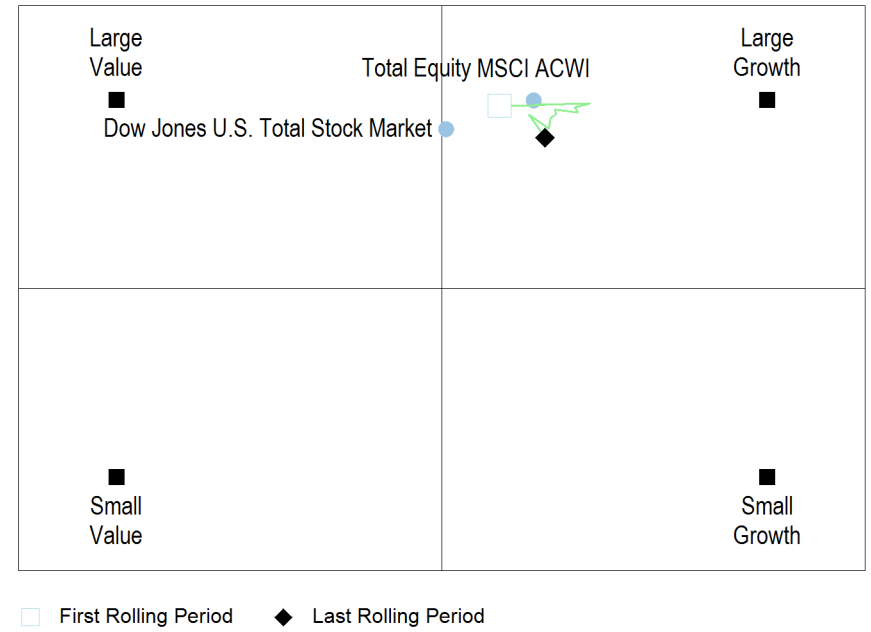 Large
Value
Large
Growth
Total Equity MSCI ACWI
Dow Jones U.S. Total Stock Market
Small
Value
Small
Growth
First Rolling Period
Last Rolling Period